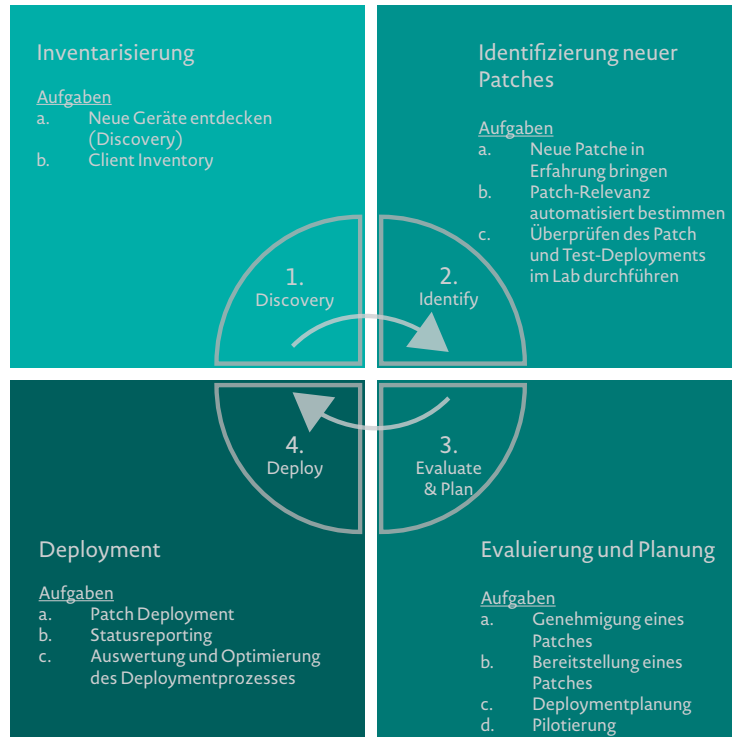 Inventarisierung
Aufgaben
a. Neue Geräte entdecken
(Discovery)
b. Client Inventory
1.
Discovery
Identifizierung neuer
Patches
Aufgaben
a. Neue Patche in
Erfahrung bringen
b. Patch-Relevanz
automatisiert bestimmen
c. Überprüfen des Patch
und Test-Deployments
im Lab durchführen
2.
Identify
3.
Evaluate
& Plan
Evaluierung und Planung
Aufgaben
a. Genehmigung eines
Patches
b. Bereitstellung eines
Patches
c. Deploymentplanung
d. Pilotierung
4.
Deploy
Deployment
Aufgaben
a. Patch Deployment
b. Statusreporting
c. Auswertung und Optimierung
des Deploymentprozesses